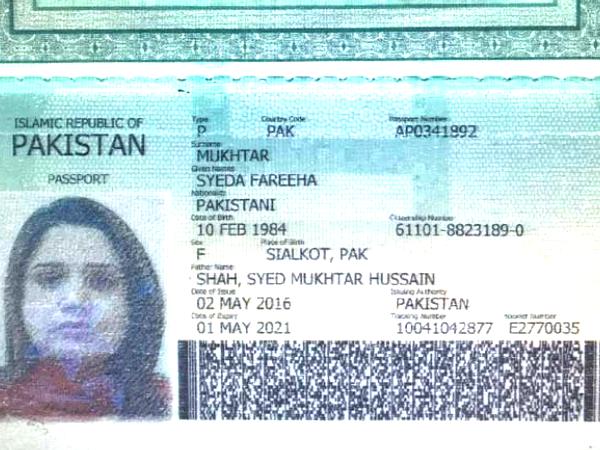 ISLAMIC REPUBLIC OF
PAKISTAN
PASSPORT
Type Country Code Passport Number
P PAK AP0341892
Surname
MUKHTAR
Given Names
SYEDA FAREEHA
Nationality
PAKISTANI
Date of Birth Citizenship Number
10 FEB 1984 61101-8823189-0
Sex Place of Birth
F SIALKOT, PAK
Father Name
SHAH, SYED MUKHTAR HUSSAIN
Date of Issue Issuing Authority
02 MAY 2016 PAKISTAN
Date of Expiry Tracking Number Booklet Number
01 MAY 2021 10041042877 E2770035